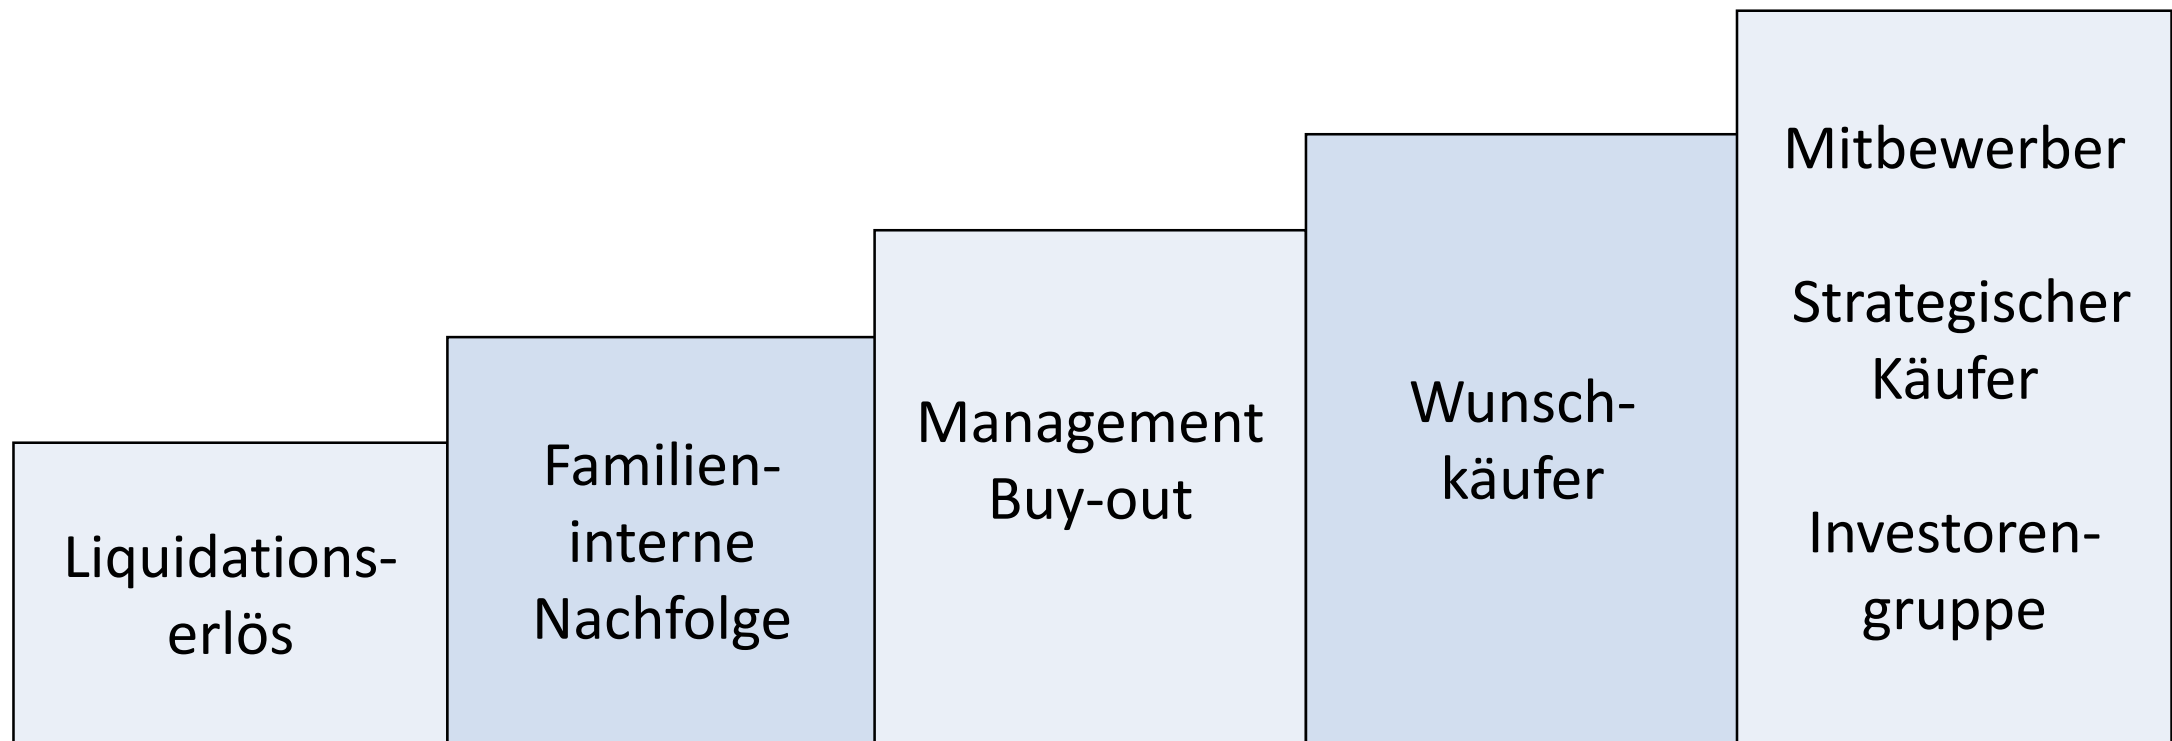 Liquidations-
erlös
Familien-
interne
Nachfolge
Management
Buy-out
Wunsch-
käufer
Mitbewerber
Strategischer
Käufer
Investoren-
gruppe